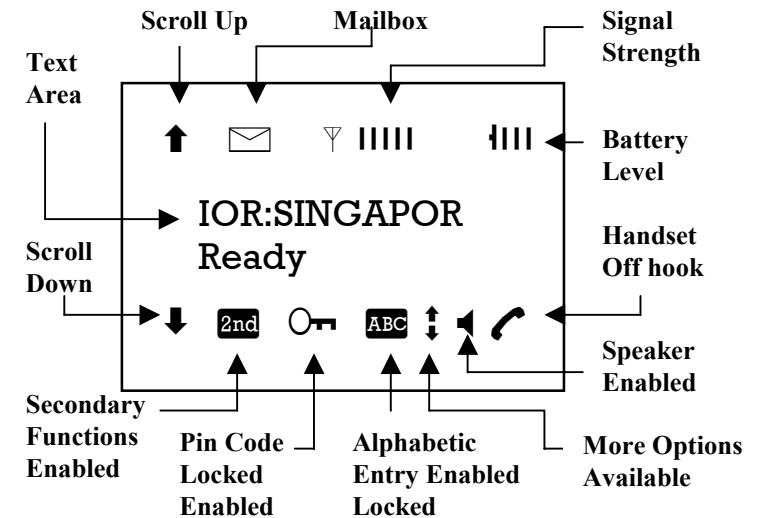 Scroll Up
Mailbox
Signal
Strength
Text
Area
Battery
Level
IOR:SINGAPOR
Ready
Scroll
Down
Handset
Off hook
2nd
ABC
Speaker
Enabled
Secondary
Functions
Enabled
Pin Code
Locked
Enabled
Alphabetic
Entry Enabled
Locked
More Options
Available